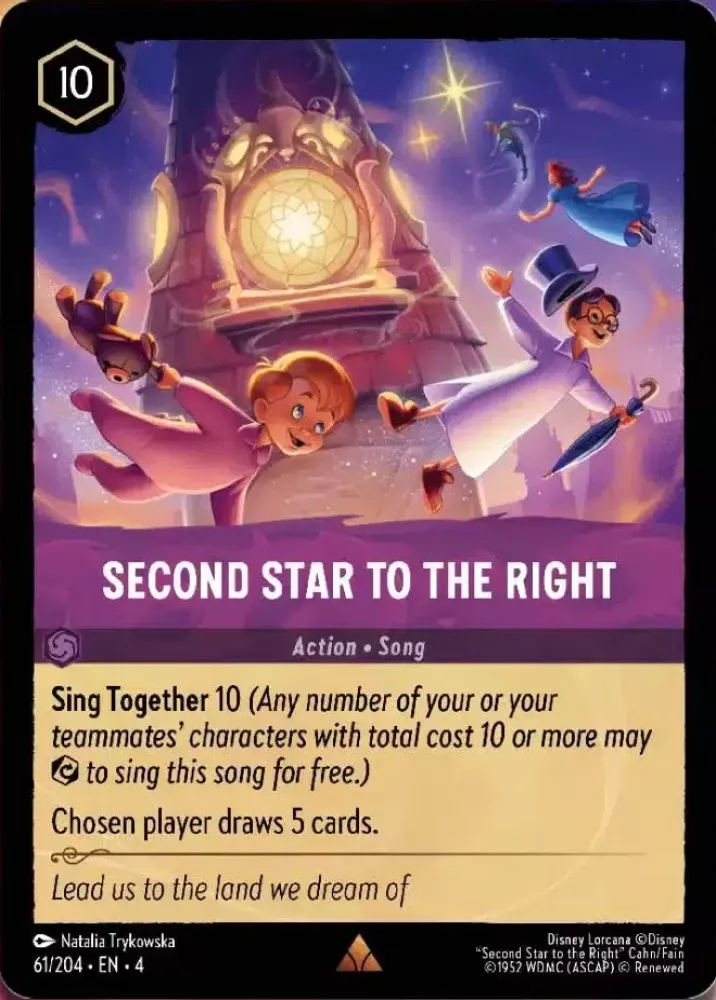 10
SECOND STAR TO THE RIGHT
Action • Song
Sing Together 10 (Any number of your or your
teammates' characters with total cost 10 or more may
to sing this song for free.)
Chosen player draws 5 cards.
Lead us to the land we dream of
Natalia Trykowska
61/204 • EN • 4
Disney Lorcana ©Disney
"Second Star to the Right" Cahn/Fain
©1952 WDMC (ASCAP) © Renewed